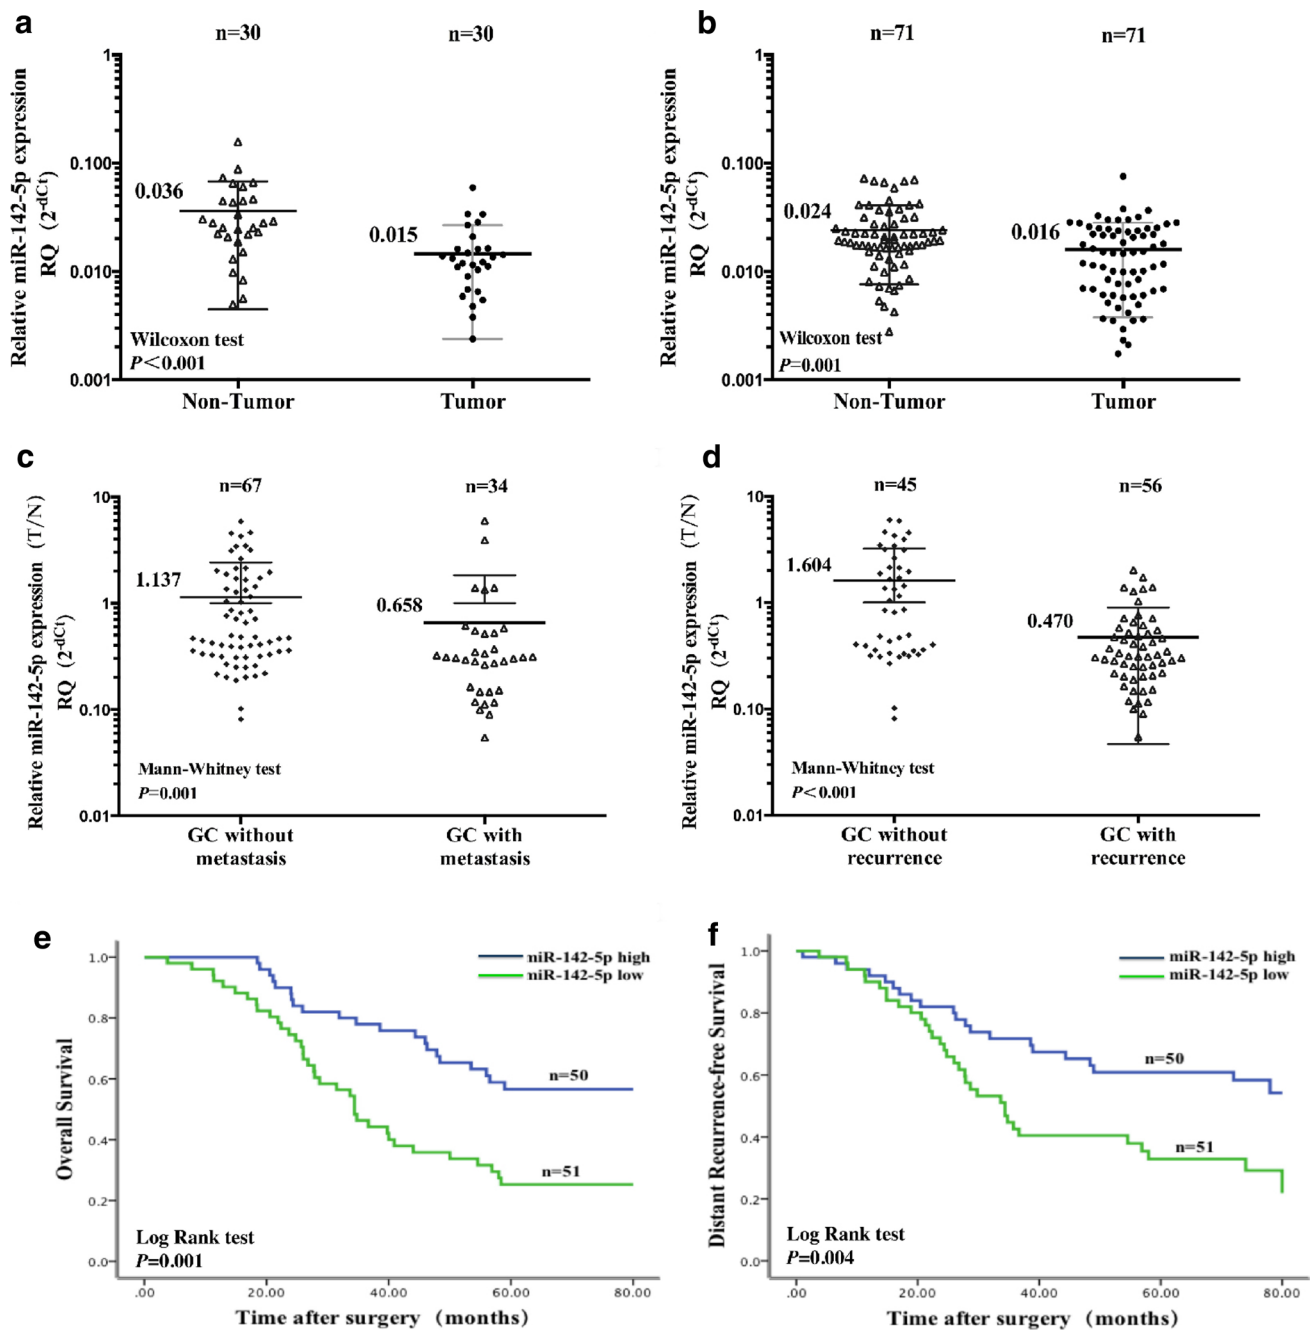 a
n=30
n=30
Relative miR-142-5p expression
RQ (2-dCt)
1
0.100
0.010
0.001
0.036
0.015
Wilcoxon test
P<0.001
Non-Tumor
Tumor
b
n=71
n=71
Relative miR-142-5p expression
RQ (2-dCt)
1
0.100
0.010
0.001
0.024
0.016
Wilcoxon test
P=0.001
Non-Tumor
Tumor
c
n=67
n=34
Relative miR-142-5p expression (T/N)
RQ (2-dCt)
10
1
0.10
0.01
1.137
0.658
Mann-Whitney test
P=0.001
GC without
metastasis
GC with
metastasis
d
n=45
n=56
Relative miR-142-5p expression (T/N)
RQ (2-dCt)
10
1
0.10
0.01
1.604
0.470
Mann-Whitney test
P<0.001
GC without
recurrence
GC with
recurrence
e
Overall Survival
1.0
0.8
0.6
0.4
0.2
0.0
niR-142-5p high
niR-142-5p low
n=50
n=51
Log Rank test
P=0.001
.00 20.00 40.00 60.00 80.00
Time after surgery (months)
f
Distant Recurrence-free Survival
1.0
0.8
0.6
0.4
0.2
0.0
miR-142-5p high
miR-142-5p low
n=50
n=51
Log Rank test
P=0.004
.00 20.00 40.00 60.00 80.00
Time after surgery (months)